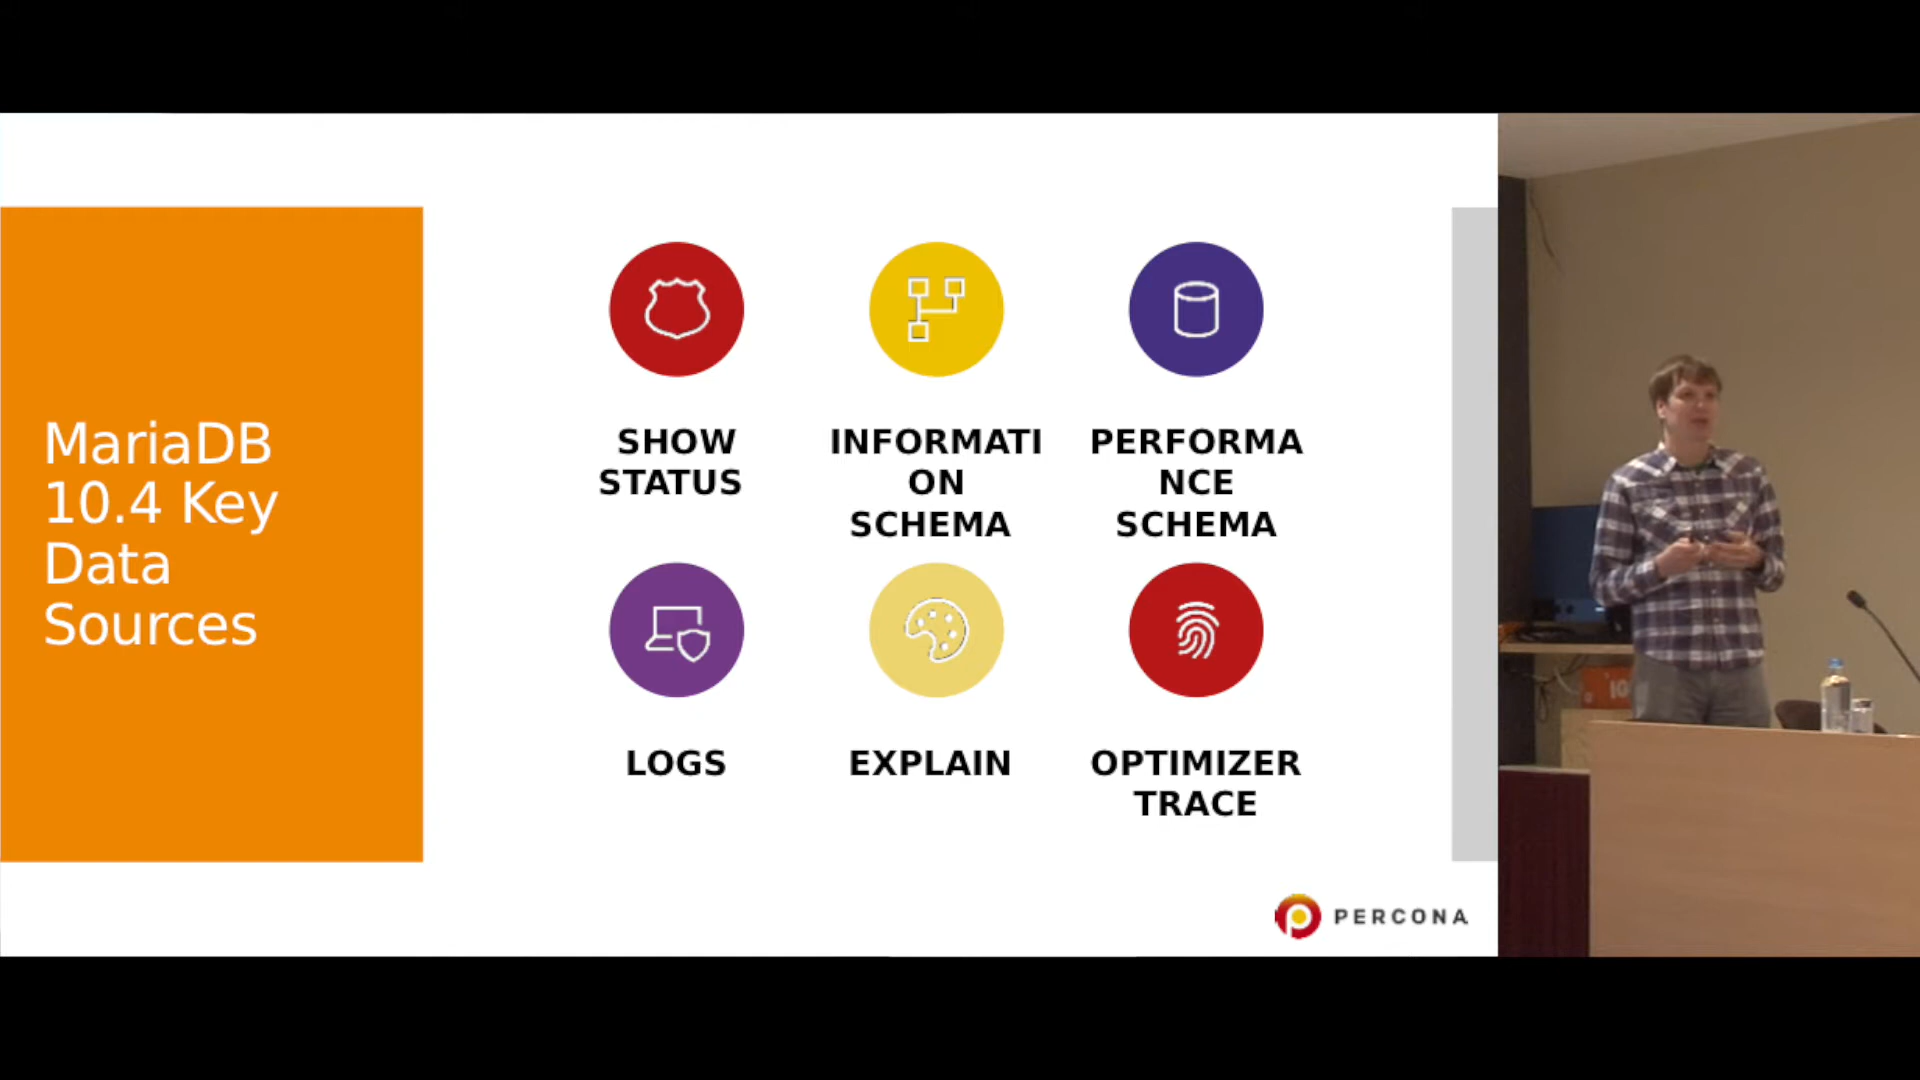 MariaDB
10.4 Key
Data
Sources
SHOW
STATUS
INFORMATI
ON
SCHEMA
PERFORMA
NCE
SCHEMA
LOGS
EXPLAIN
OPTIMIZER
TRACE
PERCONA
10